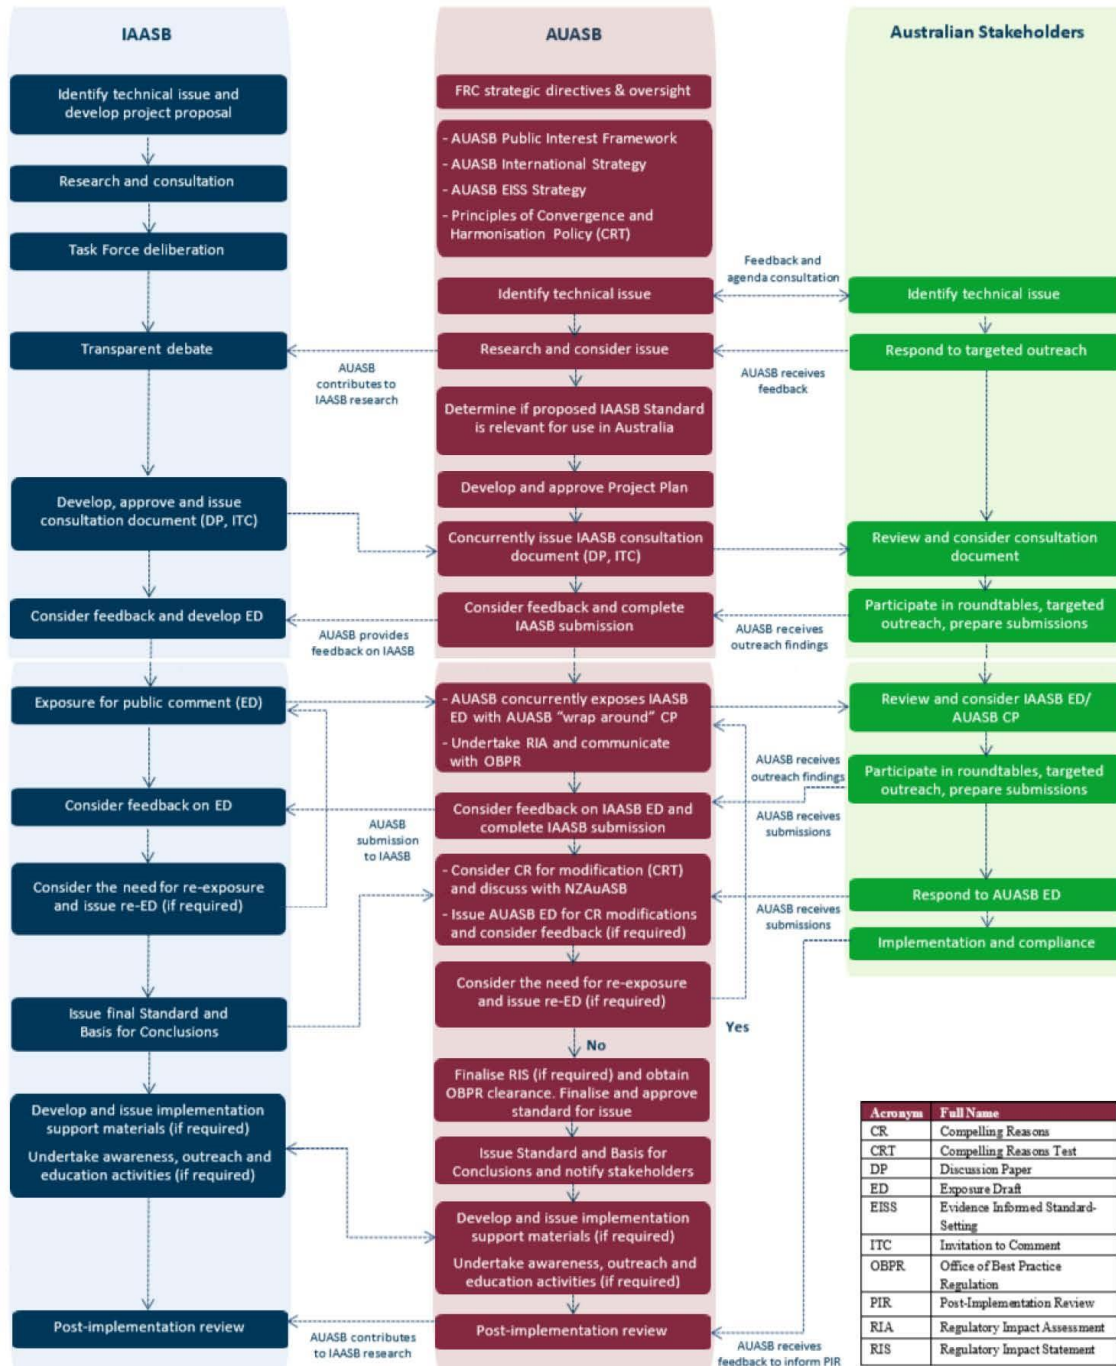 IAASB
Identify technical issue and
develop project proposal
Research and consultation
Task Force deliberation
Transparent debate
Develop, approve and issue
consultation document (DP, ITC)
Consider feedback and develop ED
Exposure for public comment (ED)
Consider feedback on ED
Consider the need for re-exposure
and issue re-ED (if required)
Issue final Standard and
Basis for Conclusions
Develop and issue implementation
support materials (if required)
Undertake awareness, outreach and
education activities (if required)
Post-implementation review
AUASB
contributes to
IAASB research
AUASB provides
feedback on IAASB
AUASB
submission
to IAASB
AUASB contributes
to IAASB research
AUASB
FRC strategic directives & oversight
- AUASB Public Interest Framework
- AUASB International Strategy
- AUASB EISS Strategy
- Principles of Convergence and
Harmonisation Policy (CRT)
Identify technical issue
Research and consider issue
Determine if proposed IAASB Standard
is relevant for use in Australia
Develop and approve Project Plan
Concurrently issue IAASB consultation
document (DP, ITC)
Consider feedback and complete
IAASB submission
- AUASB concurrently exposes IAASB
ED with AUASB “wrap around” CP
- Undertake RIA and communicate
with OBPR
Consider feedback on IAASB ED and
complete IAASB submission
- Consider CR for modification (CRT)
and discuss with NZAuASB
- Issue AUASB ED for CR modifications
and consider feedback (if required)
Consider the need for re-exposure
and issue re-ED (if required)
Yes
No
Finalise RIS (if required) and obtain
OBPR clearance. Finalise and approve
standard for issue
Issue Standard and Basis for
Conclusions and notify stakeholders
Develop and issue implementation
support materials (if required)
Undertake awareness, outreach and
education activities (if required)
Post-implementation review
Feedback and
agenda consultation
AUASB receives
feedback
AUASB receives
outreach findings
AUASB receives
outreach findings
AUASB receives
submissions
AUASB receives
submissions
AUASB receives
feedback to inform PIR
Australian Stakeholders
Identify technical issue
Respond to targeted outreach
Review and consider consultation
document
Participate in roundtables, targeted
outreach, prepare submissions
Review and consider IAASB ED/
AUASB CP
Participate in roundtables, targeted
outreach, prepare submissions
Respond to AUASB ED
Implementation and compliance
Acronym Full Name
CR Compelling Reasons
CRT Compelling Reasons Test
DP Discussion Paper
ED Exposure Draft
EISS Evidence Informed Standard-
Setting
ITC Invitation to Comment
OBPR Office of Best Practice
Regulation
PIR Post-Implementation Review
RIA Regulatory Impact Assessment
RIS Regulatory Impact Statement